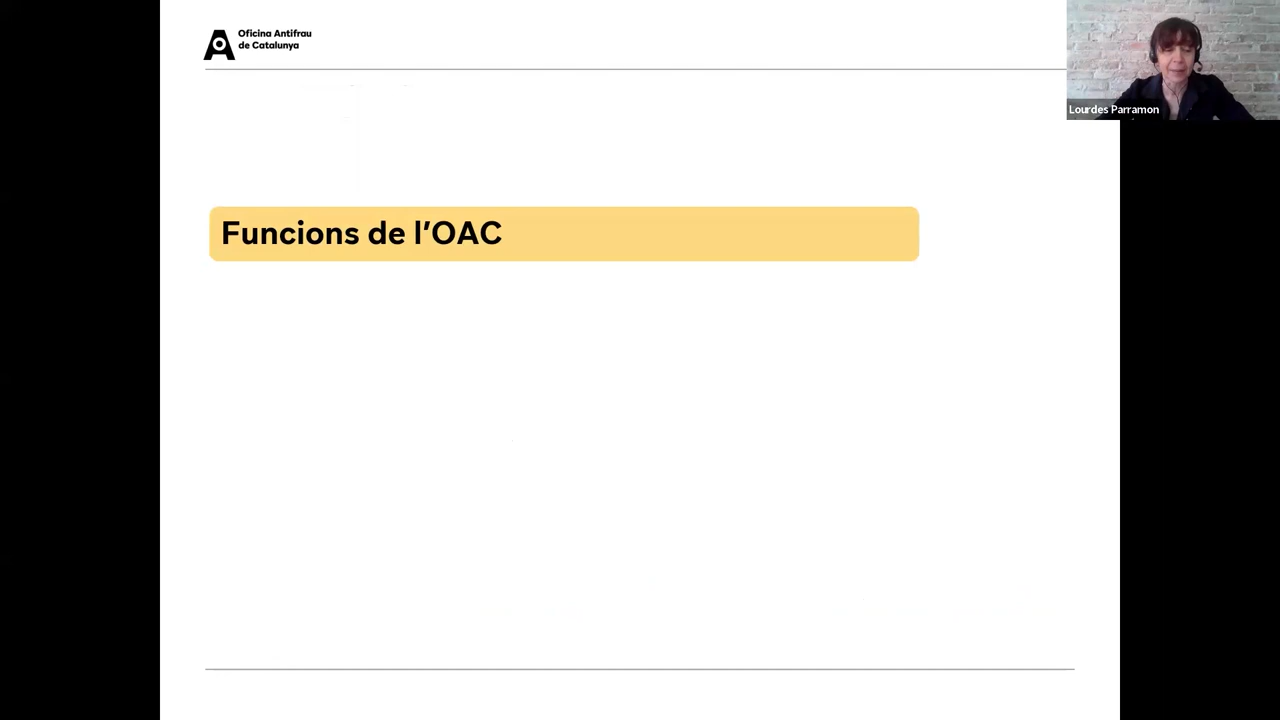 Oficina Antifrau
de Catalunya
Lourdes Parramon
Funcions de l’OAC